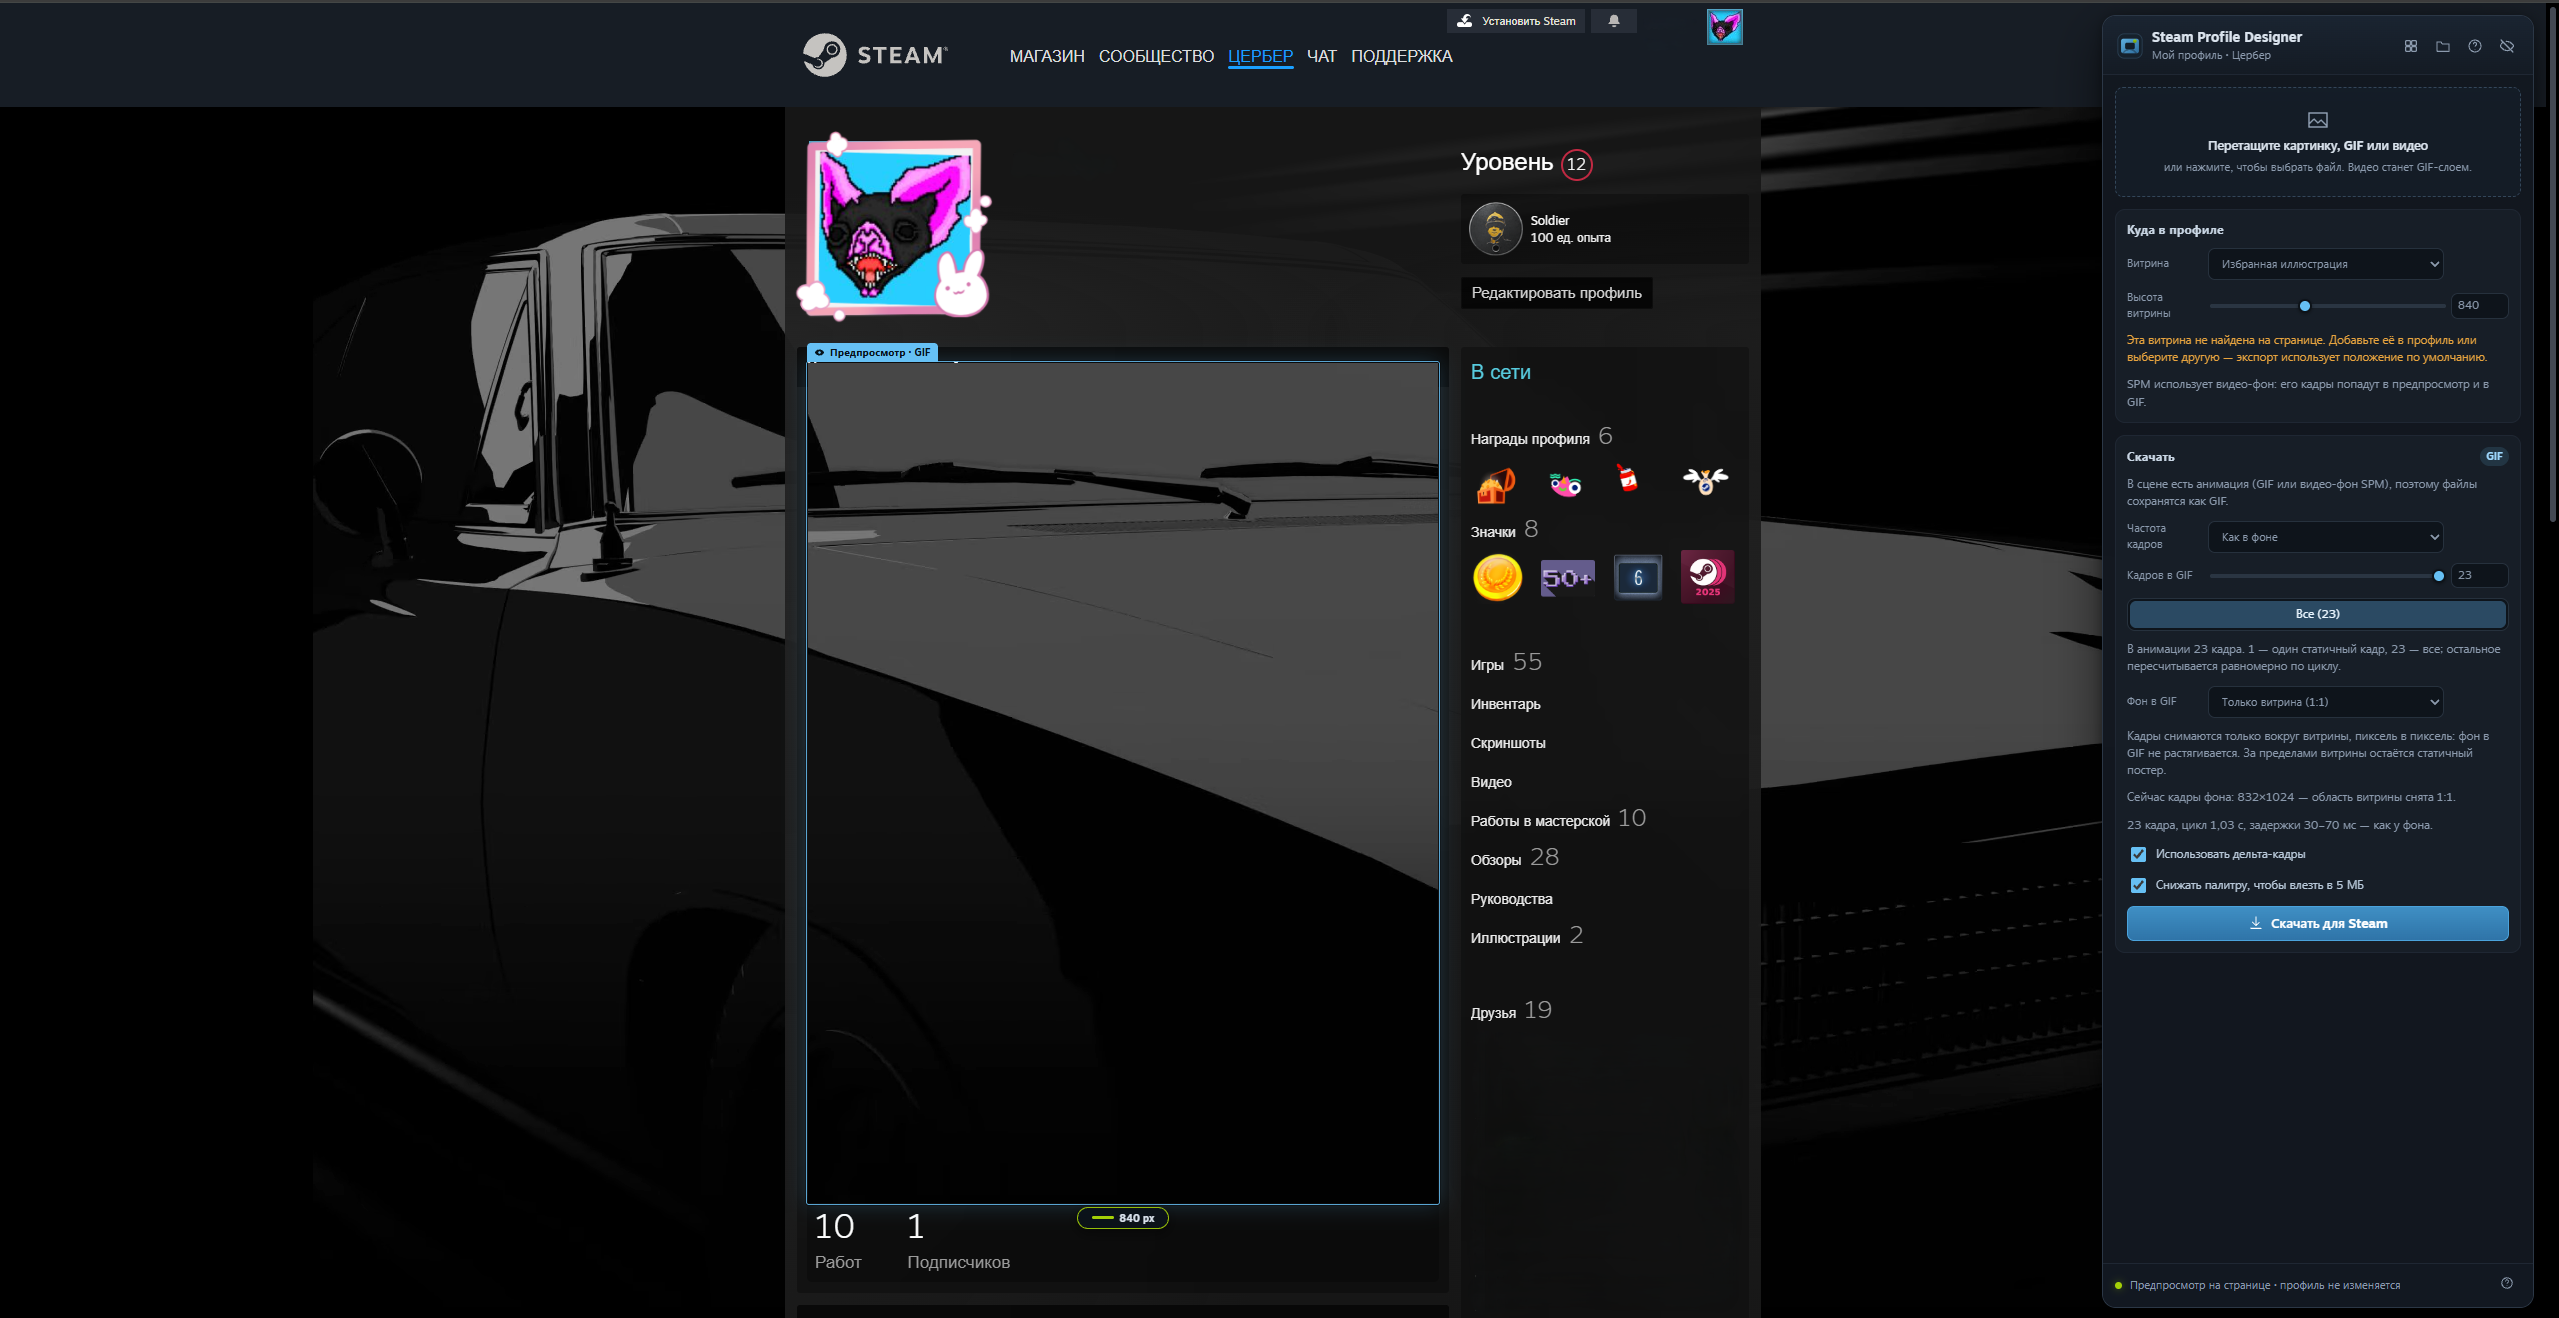 Установить Steam
STEAM
МАГАЗИН СООБЩЕСТВО ЦЕРБЕР ЧАТ ПОДДЕРЖКА
Уровень 12
Soldier
100 ед. опыта
Редактировать профиль
Предпросмотр · GIF
В сети
Награды профиля 6
Значки 8
50+
6
2025
Игры 55
Инвентарь
Скриншоты
Видео
Работы в мастерской 10
Обзоры 28
Руководства
Иллюстрации 2
Друзья 19
840 px
10 1
Работ Подписчиков
Steam Profile Designer
Мой профиль · Цербер
Перетащите картинку, GIF или видео
или нажмите, чтобы выбрать файл. Видео станет GIF-слоем.
Куда в профиле
Витрина Избранная иллюстрация
Высота
витрины 840
Эта витрина не найдена на странице. Добавьте её в профиль или
выберите другую — экспорт использует положение по умолчанию.
SPM использует видео-фон: его кадры попадут в предпросмотр и в
GIF.
Скачать GIF
В сцене есть анимация (GIF или видео-фон SPM), поэтому файлы
сохранятся как GIF.
Частота
кадров Как в фоне
Кадров в GIF 23
Все (23)
В анимации 23 кадра. 1 — один статичный кадр, 23 — все; остальное
пересчитывается равномерно по циклу.
Фон в GIF Только витрина (1:1)
Кадры снимаются только вокруг витрины, пиксель в пиксель: фон в
GIF не растягивается. За пределами витрины остаётся статичный
постер.
Сейчас кадры фона: 832×1024 — область витрины снята 1:1.
23 кадра, цикл 1,03 с, задержки 30–70 мс — как у фона.
Использовать дельта-кадры
Снижать палитру, чтобы влезть в 5 МБ
Скачать для Steam
Предпросмотр на странице · профиль не изменяется